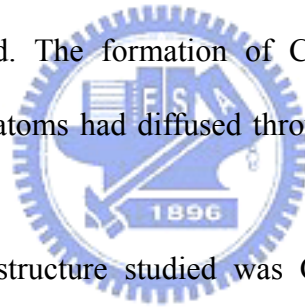 d. The formation of C
atoms had diffused thro
1896
structure studied was C